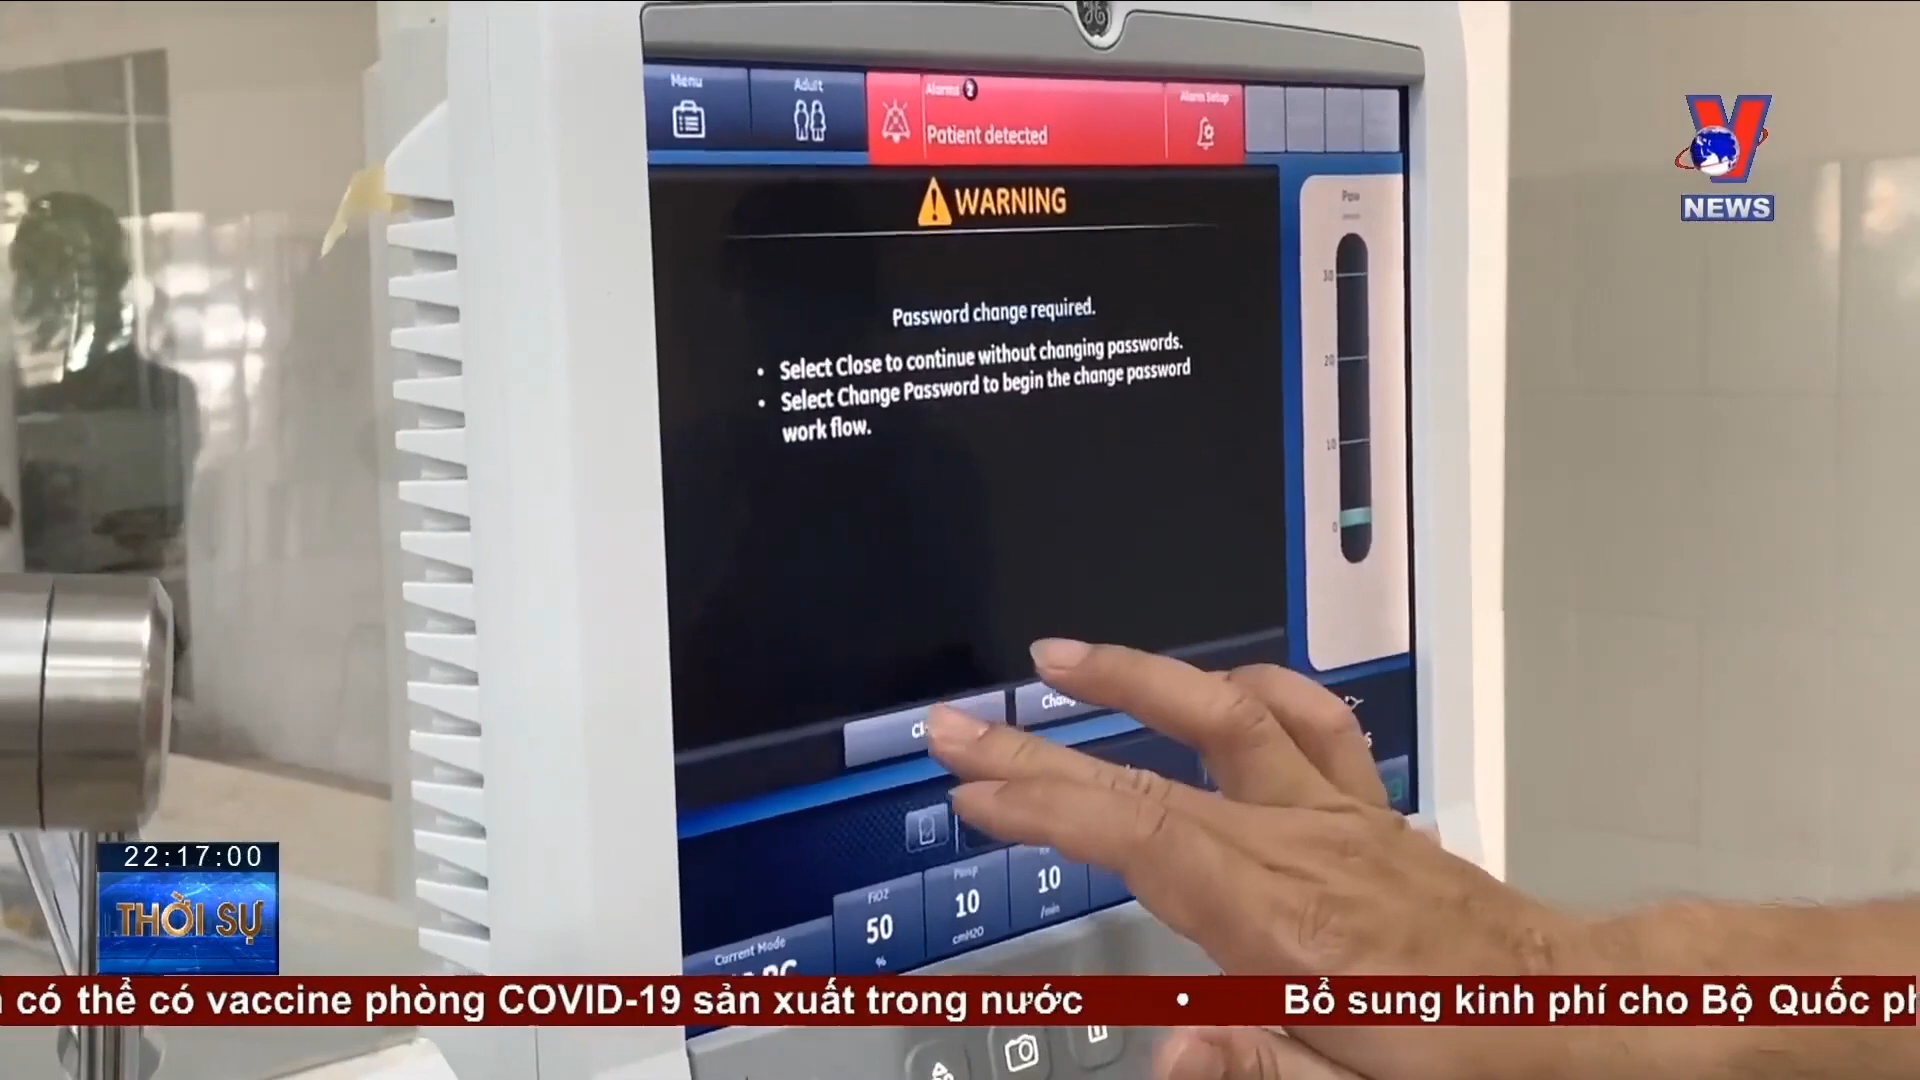 Menu
Adult
Alarms 2
Patient detected
Alarm Setup
V
NEWS
WARNING
Paw
30
20
10
0
Password change required.
• Select Close to continue without changing passwords.
• Select Change Password to begin the change password
work flow.
FiO2
50
%
Pinsp
10
cmH2O
10
/min
Current Mode
22:17:00
THỜI SỰ
có thể có vaccine phòng COVID-19 sản xuất trong nước • Bổ sung kinh phí cho Bộ Quốc